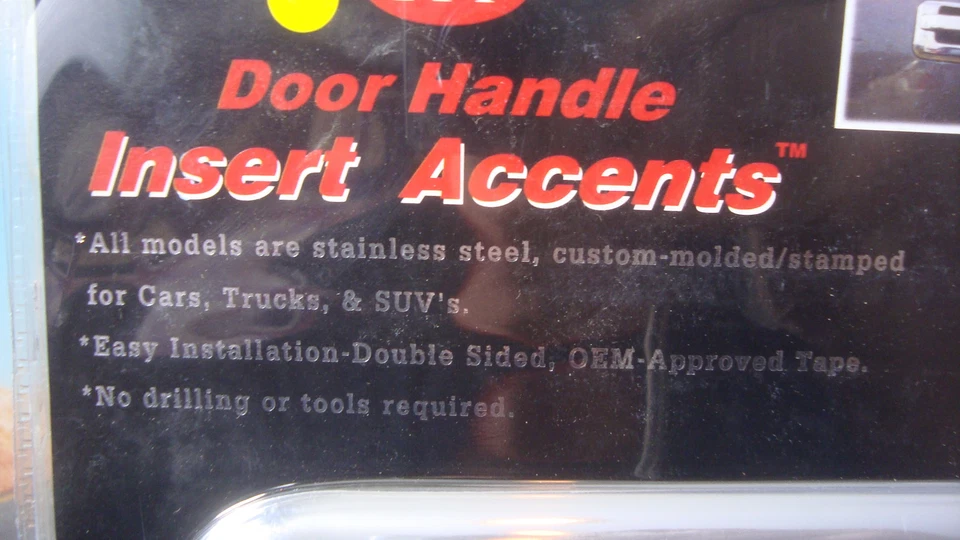 Door Handle
Insert Accents™
*All models are stainless steel, custom-molded/stamped
for Cars, Trucks, & SUV's.
*Easy Installation-Double Sided, OEM-Approved Tape.
*No drilling or tools required.